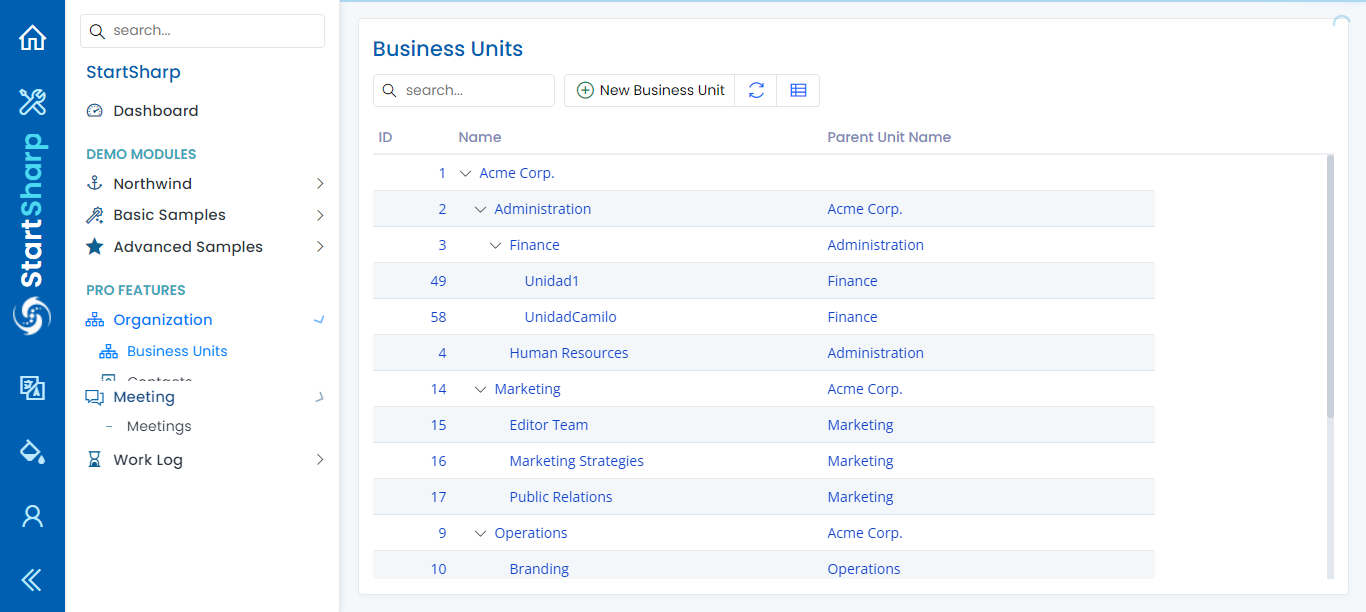 StartSharp
search...
StartSharp
Dashboard
DEMO MODULES
Northwind
Basic Samples
Advanced Samples
PRO FEATURES
Organization
Business Units
Contacts
Meeting
Meetings
Work Log
Business Units
search...
New Business Unit
ID Name Parent Unit Name
1 Acme Corp.
2 Administration Acme Corp.
3 Finance Administration
49 Unidad1 Finance
58 UnidadCamilo Finance
4 Human Resources Administration
14 Marketing Acme Corp.
15 Editor Team Marketing
16 Marketing Strategies Marketing
17 Public Relations Marketing
9 Operations Acme Corp.
10 Branding Operations